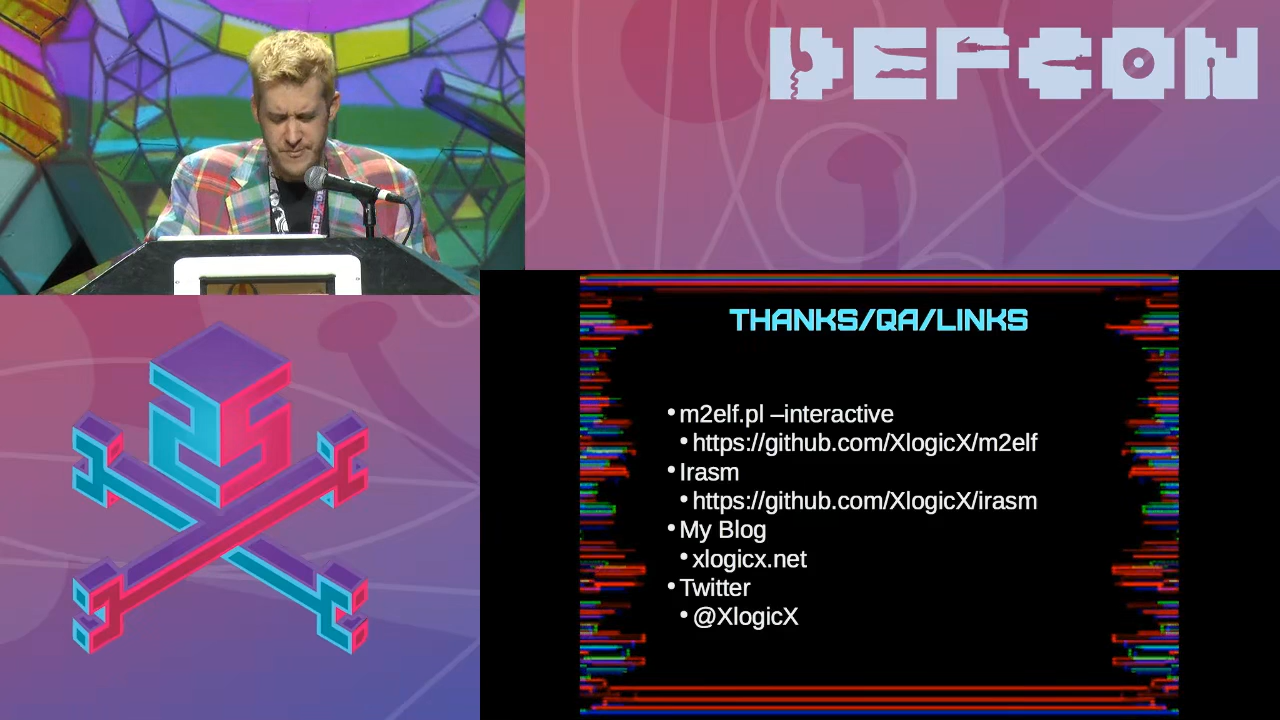 DEFCON
THANKS/QA/LINKS
•m2elf.pl –interactive
•https://github.com/XlogicX/m2elf
•Irasm
•https://github.com/XlogicX/irasm
•My Blog
•xlogicx.net
•Twitter
•@XlogicX